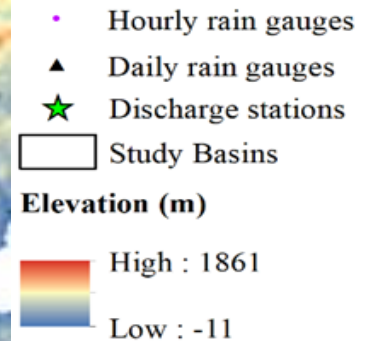 Hourly rain gauges
Daily rain gauges
Discharge stations
Study Basins
Elevation (m)
High : 1861
Low : -11